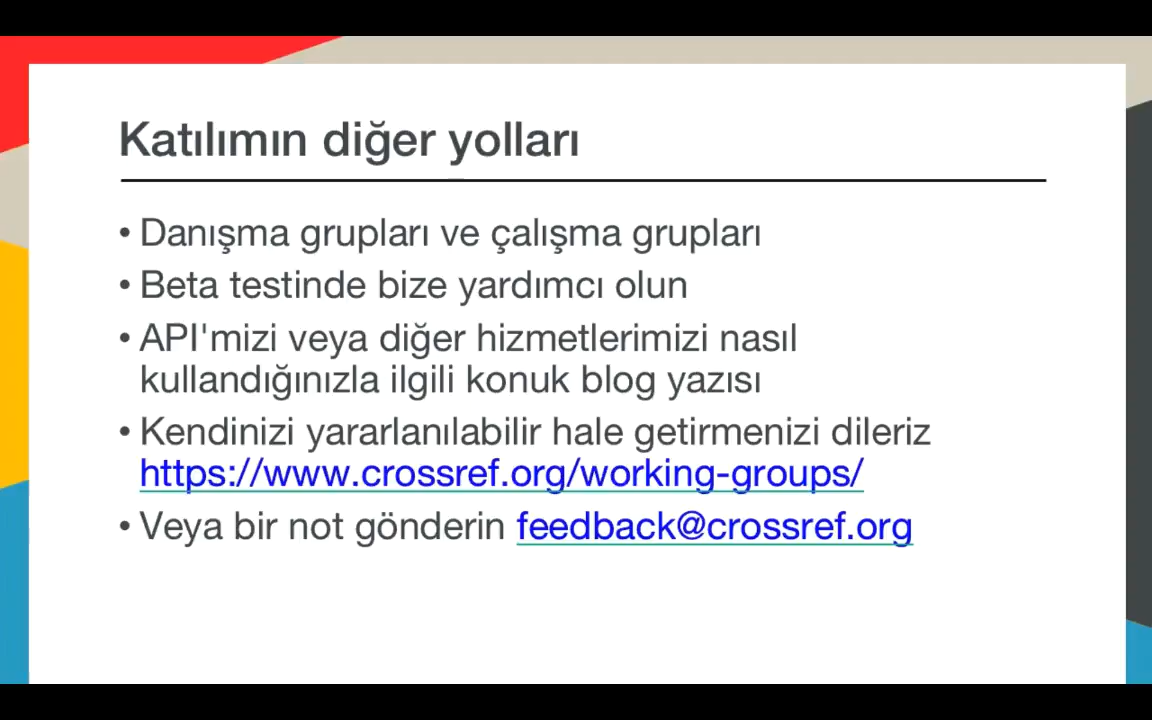 Katılımın diğer yolları
• Danışma grupları ve çalışma grupları
• Beta testinde bize yardımcı olun
• API'mizi veya diğer hizmetlerimizi nasıl
kullandığınızla ilgili konuk blog yazısı
• Kendinizi yararlanılabilir hale getirmenizi dileriz
https://www.crossref.org/working-groups/
• Veya bir not gönderin feedback@crossref.org